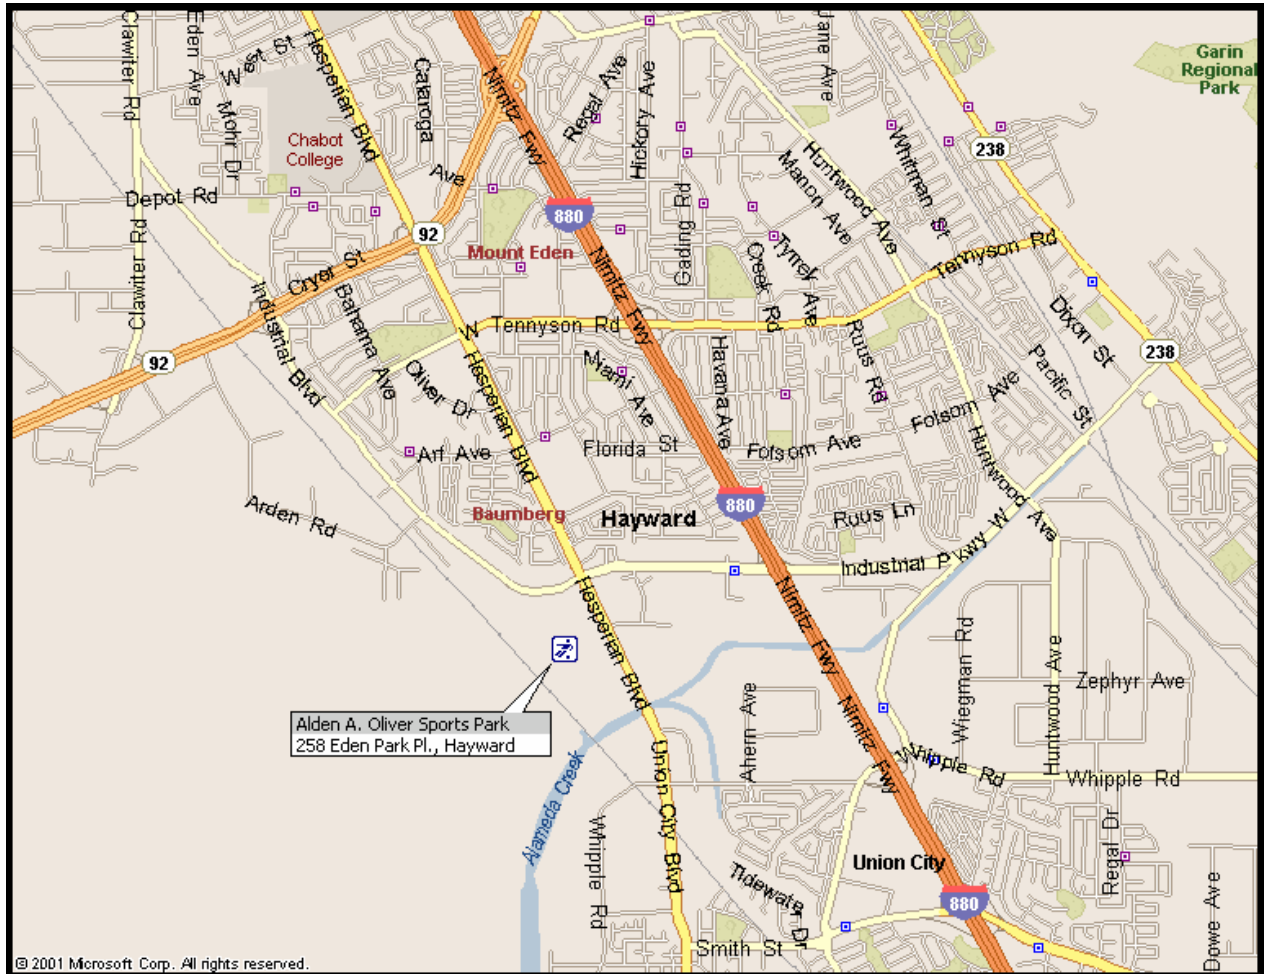 Clawiter Rd
Eden Ave
West St
Hesperian Blvd
Calaroga
Ave
Nimitz Fwy
Regal Ave
Hickory Ave
Jane Ave
Garin
Regional
Park
Mohr Dr
Chabot
College
Huntwood Ave
Manon Ave
Whitman St
238
Depot Rd
Clawiter Rd
92
880
Mount Eden
Gading Rd
Tyrrel Ave
Creek Rd
Tennyson Rd
Cryer St
Nimitz Fwy
Industrial Blvd
Bahama Ave
W Tennyson Rd
Dixon St
92
Oliver Dr
Hesperian Blvd
Miami Ave
Havana Ave
Ruus Rd
Pacific St
238
Folsom Ave
Arf Ave
Florida St
Folsom Ave
Huntwood Ave
Arden Rd
Baumberg
Hayward
880
Ruus Ln
Industrial Pkwy W
Hesperian Blvd
Nimitz Fwy
Wiegman Rd
Huntwood Ave
Zephyr Ave
Alden A. Oliver Sports Park
258 Eden Park Pl., Hayward
Ahern Ave
Nimitz Fwy
Union City Blvd
Whipple Rd
Whipple Rd
Alameda Creek
Whipple Rd
Regal Dr
Union City
Tidewater Dr
880
Dowe Ave
Smith St
© 2001 Microsoft Corp. All rights reserved.